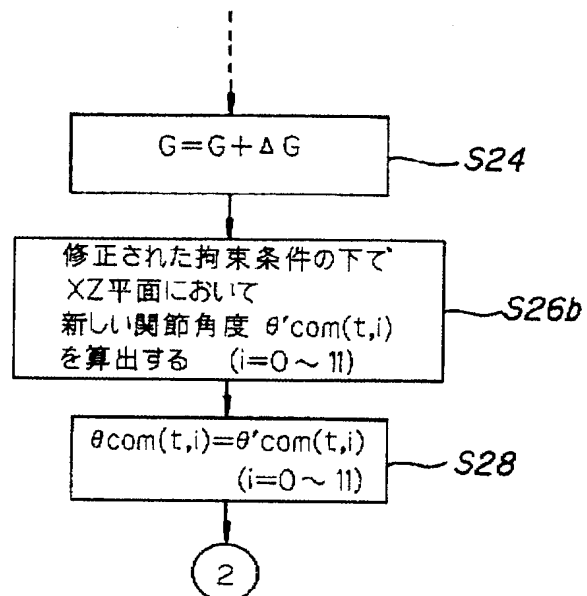 G=G+ΔG
S24
修正された拘束条件の下で
XZ平面において
新しい関節角度 θ'com(t,i)
を算出する (i=0～11)
S26b
θcom(t,i)=θ'com(t,i)
(i=0～11)
S28
2